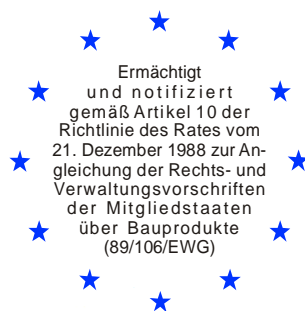 Ermächtigt
und notifiziert
gemäß Artikel 10 der
Richtlinie des Rates vom
21. Dezember 1988 zur An-
gleichung der Rechts- und
Verwaltungsvorschriften
der Mitgliedstaaten
über Bauprodukte
(89/106/EWG)